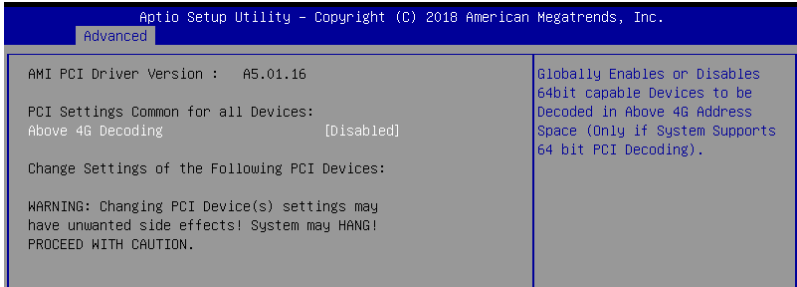 Aptio Setup Utility – Copyright (C) 2018 American Megatrends, Inc.
Advanced
AMI PCI Driver Version : A5.01.16
PCI Settings Common for all Devices:
Above 4G Decoding [Disabled]
Change Settings of the Following PCI Devices:
WARNING: Changing PCI Device(s) settings may
have unwanted side effects! System may HANG!
PROCEED WITH CAUTION.
Globally Enables or Disables
64bit capable Devices to be
Decoded in Above 4G Address
Space (Only if System Supports
64 bit PCI Decoding).